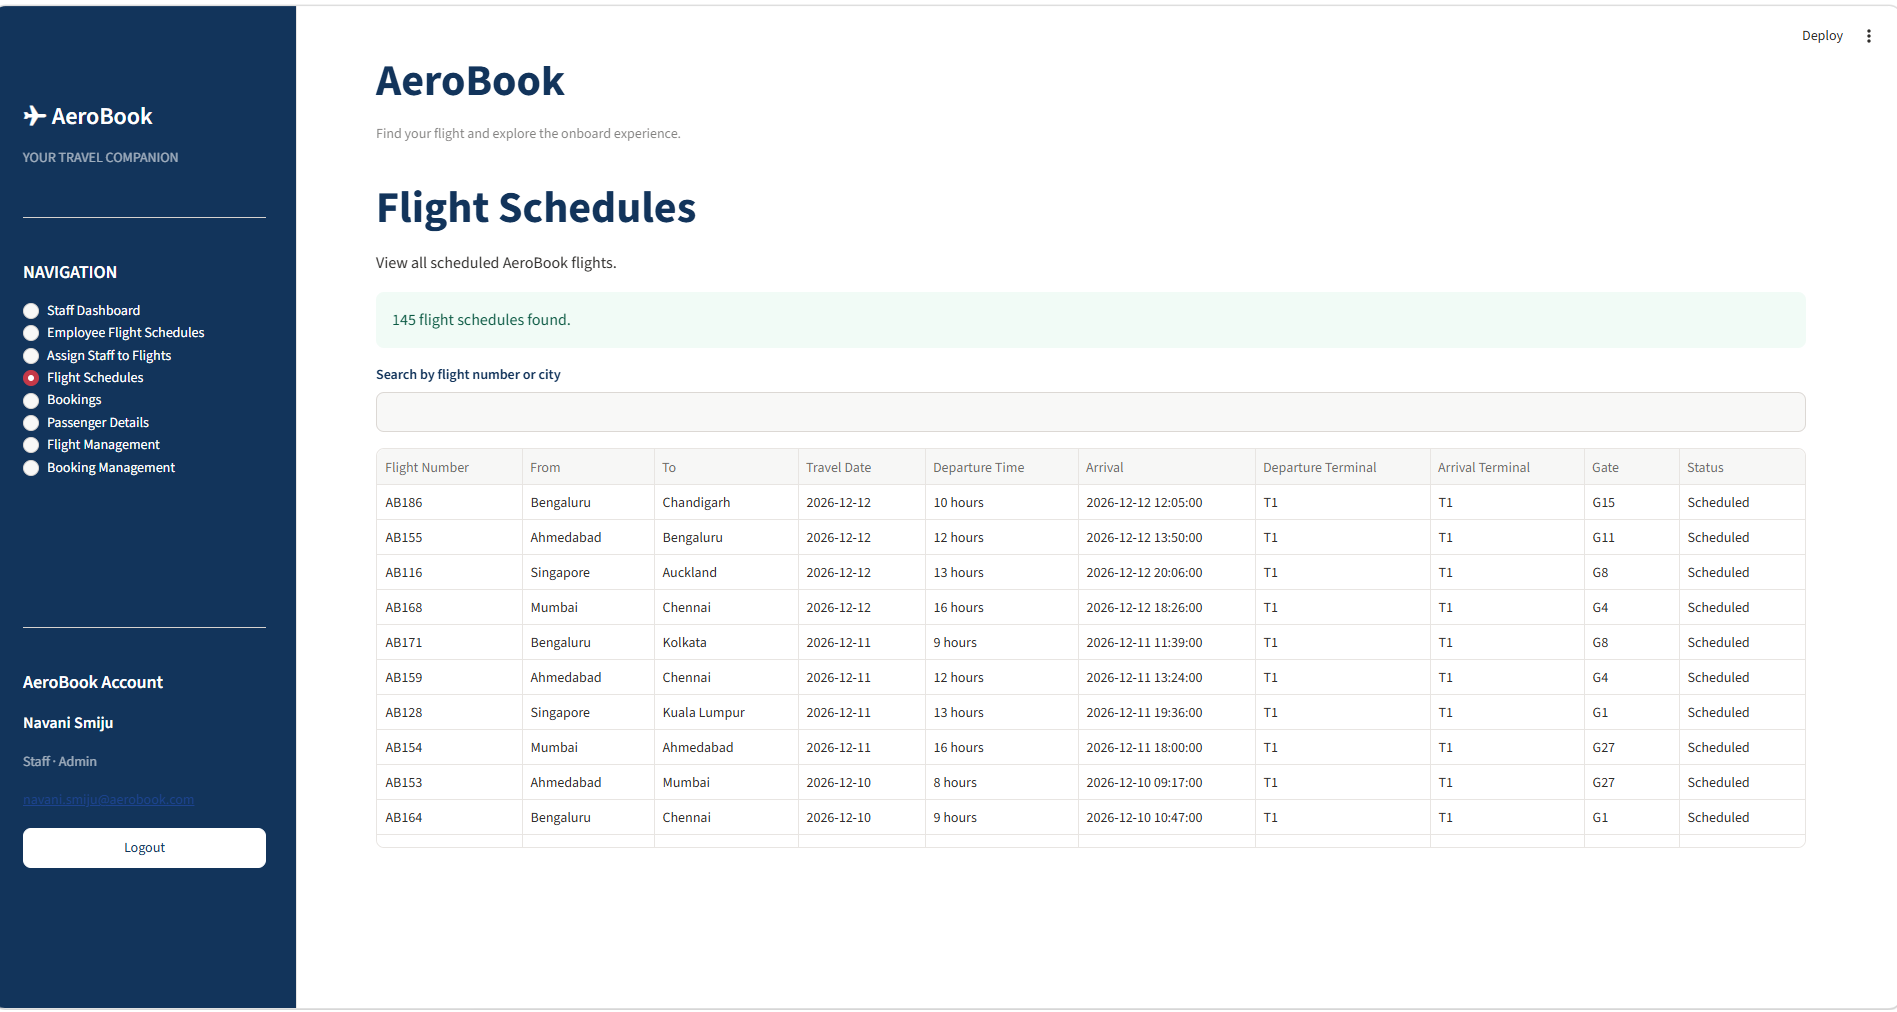 Deploy
AeroBook
YOUR TRAVEL COMPANION
NAVIGATION
Staff Dashboard
Employee Flight Schedules
Assign Staff to Flights
Flight Schedules
Bookings
Passenger Details
Flight Management
Booking Management
AeroBook Account
Navani Smiju
Staff · Admin
navani.smiju@aerobook.com
Logout
AeroBook
Find your flight and explore the onboard experience.
Flight Schedules
View all scheduled AeroBook flights.
145 flight schedules found.
Search by flight number or city
Flight Number From To Travel Date Departure Time Arrival Departure Terminal Arrival Terminal Gate Status
AB186 Bengaluru Chandigarh 2026-12-12 10 hours 2026-12-12 12:05:00 T1 T1 G15 Scheduled
AB155 Ahmedabad Bengaluru 2026-12-12 12 hours 2026-12-12 13:50:00 T1 T1 G11 Scheduled
AB116 Singapore Auckland 2026-12-12 13 hours 2026-12-12 20:06:00 T1 T1 G8 Scheduled
AB168 Mumbai Chennai 2026-12-12 16 hours 2026-12-12 18:26:00 T1 T1 G4 Scheduled
AB171 Bengaluru Kolkata 2026-12-11 9 hours 2026-12-11 11:39:00 T1 T1 G8 Scheduled
AB159 Ahmedabad Chennai 2026-12-11 12 hours 2026-12-11 13:24:00 T1 T1 G4 Scheduled
AB128 Singapore Kuala Lumpur 2026-12-11 13 hours 2026-12-11 19:36:00 T1 T1 G1 Scheduled
AB154 Mumbai Ahmedabad 2026-12-11 16 hours 2026-12-11 18:00:00 T1 T1 G27 Scheduled
AB153 Ahmedabad Mumbai 2026-12-10 8 hours 2026-12-10 09:17:00 T1 T1 G27 Scheduled
AB164 Bengaluru Chennai 2026-12-10 9 hours 2026-12-10 10:47:00 T1 T1 G1 Scheduled